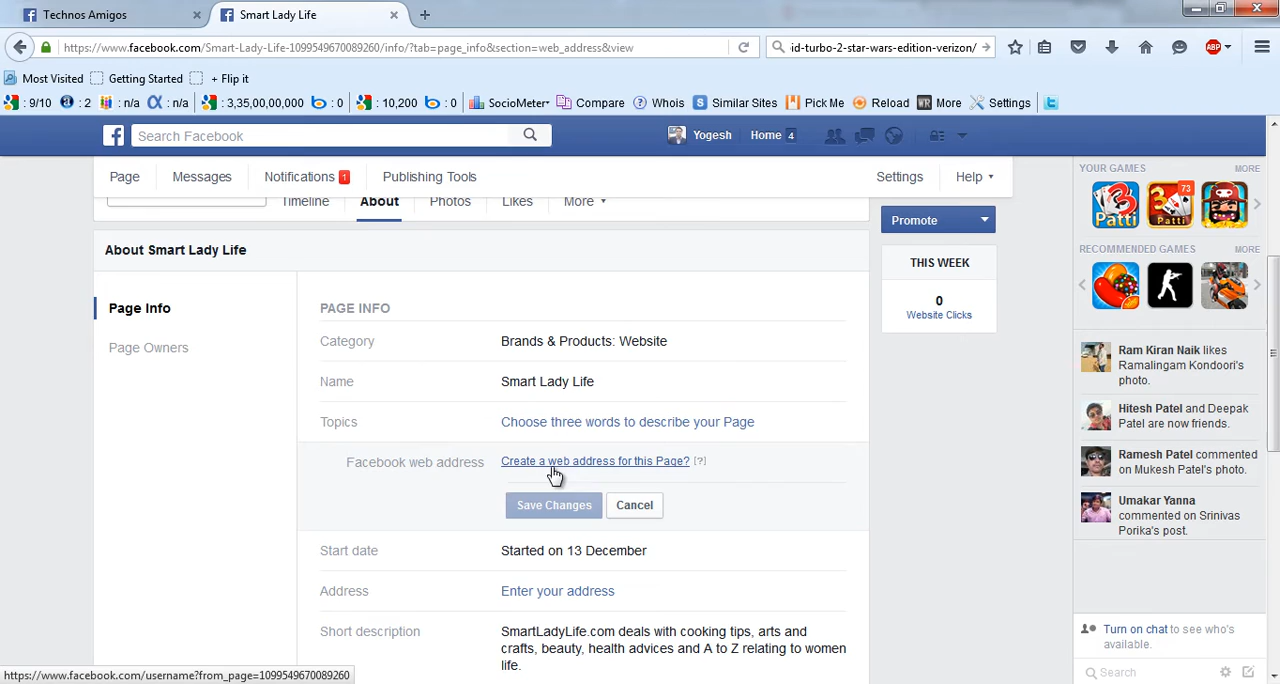 Technos Amigos × Smart Lady Life × +
https://www.facebook.com/Smart-Lady-Life-1099549670089260/info/?tab=page_info&section=web_address&view
id-turbo-2-star-wars-edition-verizon/
ABP
Most Visited Getting Started + Flip it
: 9/10 : 2 : n/a : n/a : 3,35,00,00,000 : 0 : 10,200 : 0 SocioMeter Compare Whois Similar Sites Pick Me Reload WR More Settings
Search Facebook
Yogesh Home 4
Page Messages Notifications 1 Publishing Tools Settings Help
Timeline About Photos Likes More
Promote
About Smart Lady Life
THIS WEEK
0
Website Clicks
Page Info
Page Owners
PAGE INFO
Category Brands & Products: Website
Name Smart Lady Life
Topics Choose three words to describe your Page
Facebook web address Create a web address for this Page? [?]
Save Changes Cancel
Start date Started on 13 December
Address Enter your address
Short description SmartLadyLife.com deals with cooking tips, arts and
crafts, beauty, health advices and A to Z relating to women
life.
YOUR GAMES MORE
3 Patti
3 Patti 73
RECOMMENDED GAMES MORE
Ram Kiran Naik likes
Ramalingam Kondoori's
photo.
Hitesh Patel and Deepak
Patel are now friends.
Ramesh Patel commented
on Mukesh Patel's photo.
Umakar Yanna
commented on Srinivas
Porika's post.
Turon on chat to see who's
available.
Search
https://www.facebook.com/username?from_page=1099549670089260